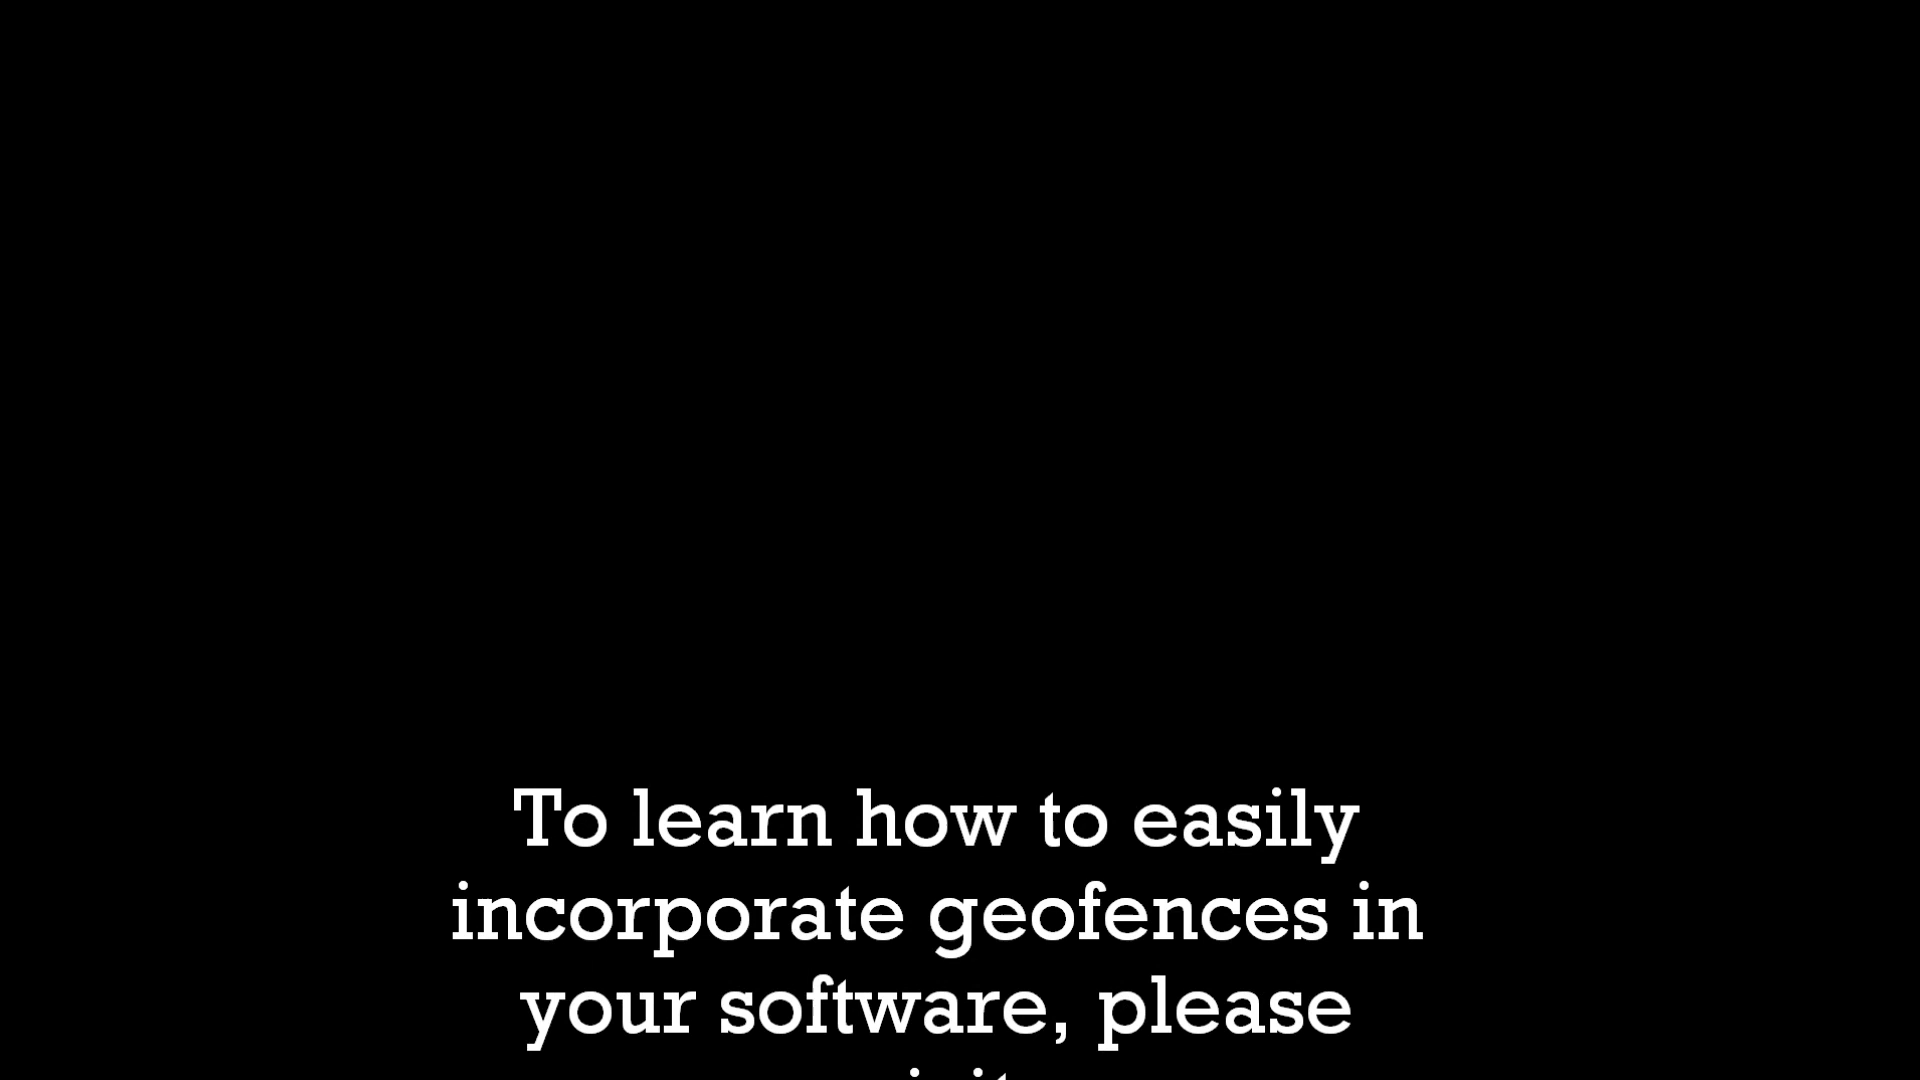 To learn how to easily
incorporate geofences in
your software, please